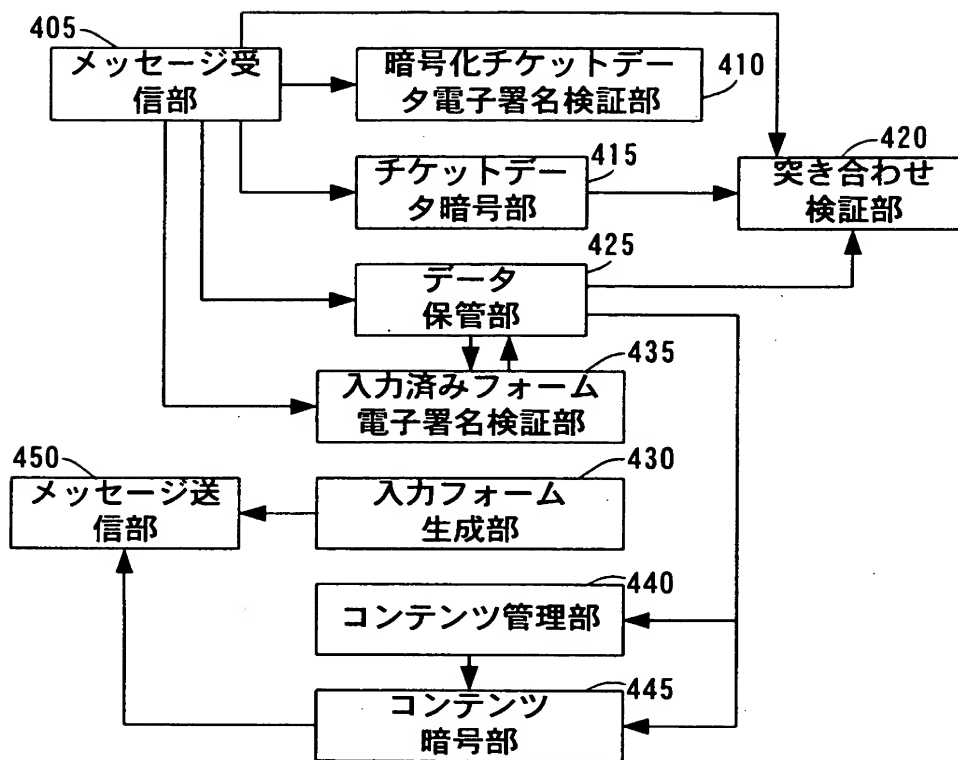 405
メッセージ受
信部
暗号化チケットデー
タ電子署名検証部
410
チケットデー
タ暗号部
415
突き合わせ
検証部
420
データ
保管部
425
入力済みフォーム
電子署名検証部
435
450
メッセージ送
信部
入力フォーム
生成部
430
コンテンツ管理部
440
コンテンツ
暗号部
445